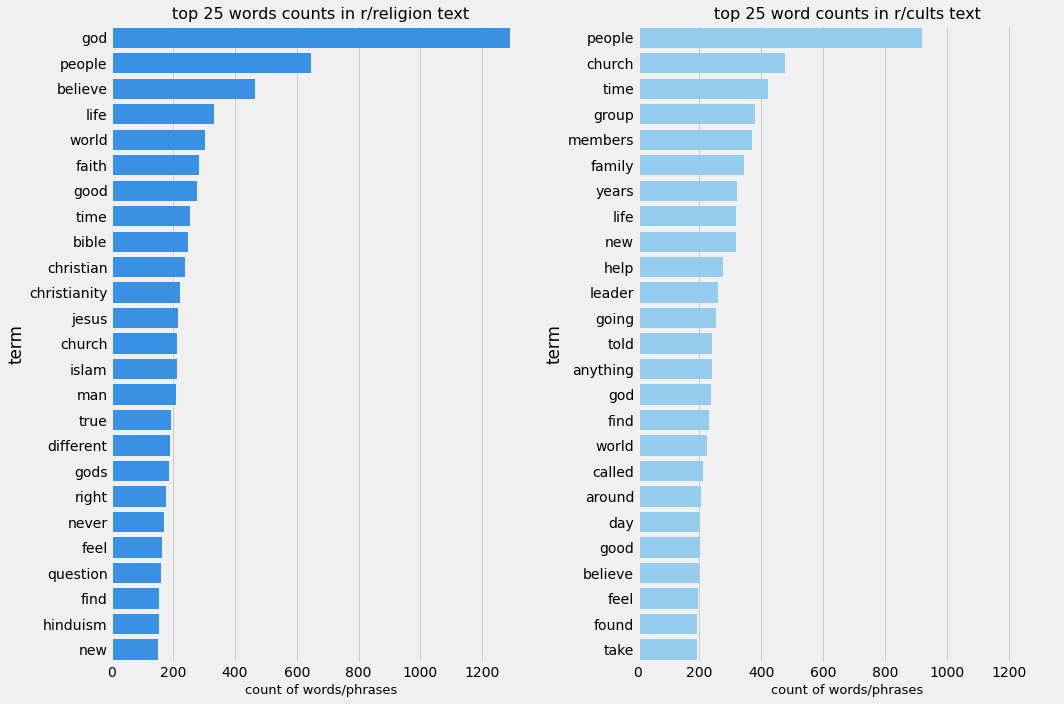 top 25 words counts in r/religion text
term
god
people
believe
life
world
faith
good
time
bible
christian
christianity
jesus
church
islam
man
true
different
gods
right
never
feel
question
find
hinduism
new
0 200 400 600 800 1000 1200
count of words/phrases
top 25 word counts in r/cults text
term
people
church
time
group
members
family
years
life
new
help
leader
going
told
anything
god
find
world
called
around
day
good
believe
feel
found
take
0 200 400 600 800 1000 1200
count of words/phrases